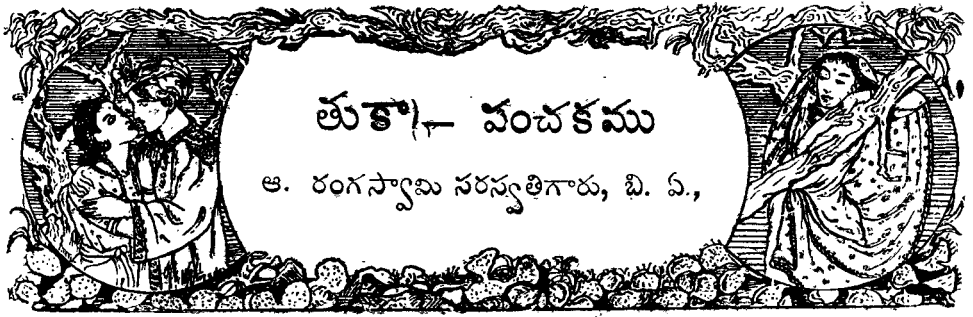 తుకా — పంచకము
ఆ. రంగస్వామి సరస్వతిగారు, బి. ఏ.,